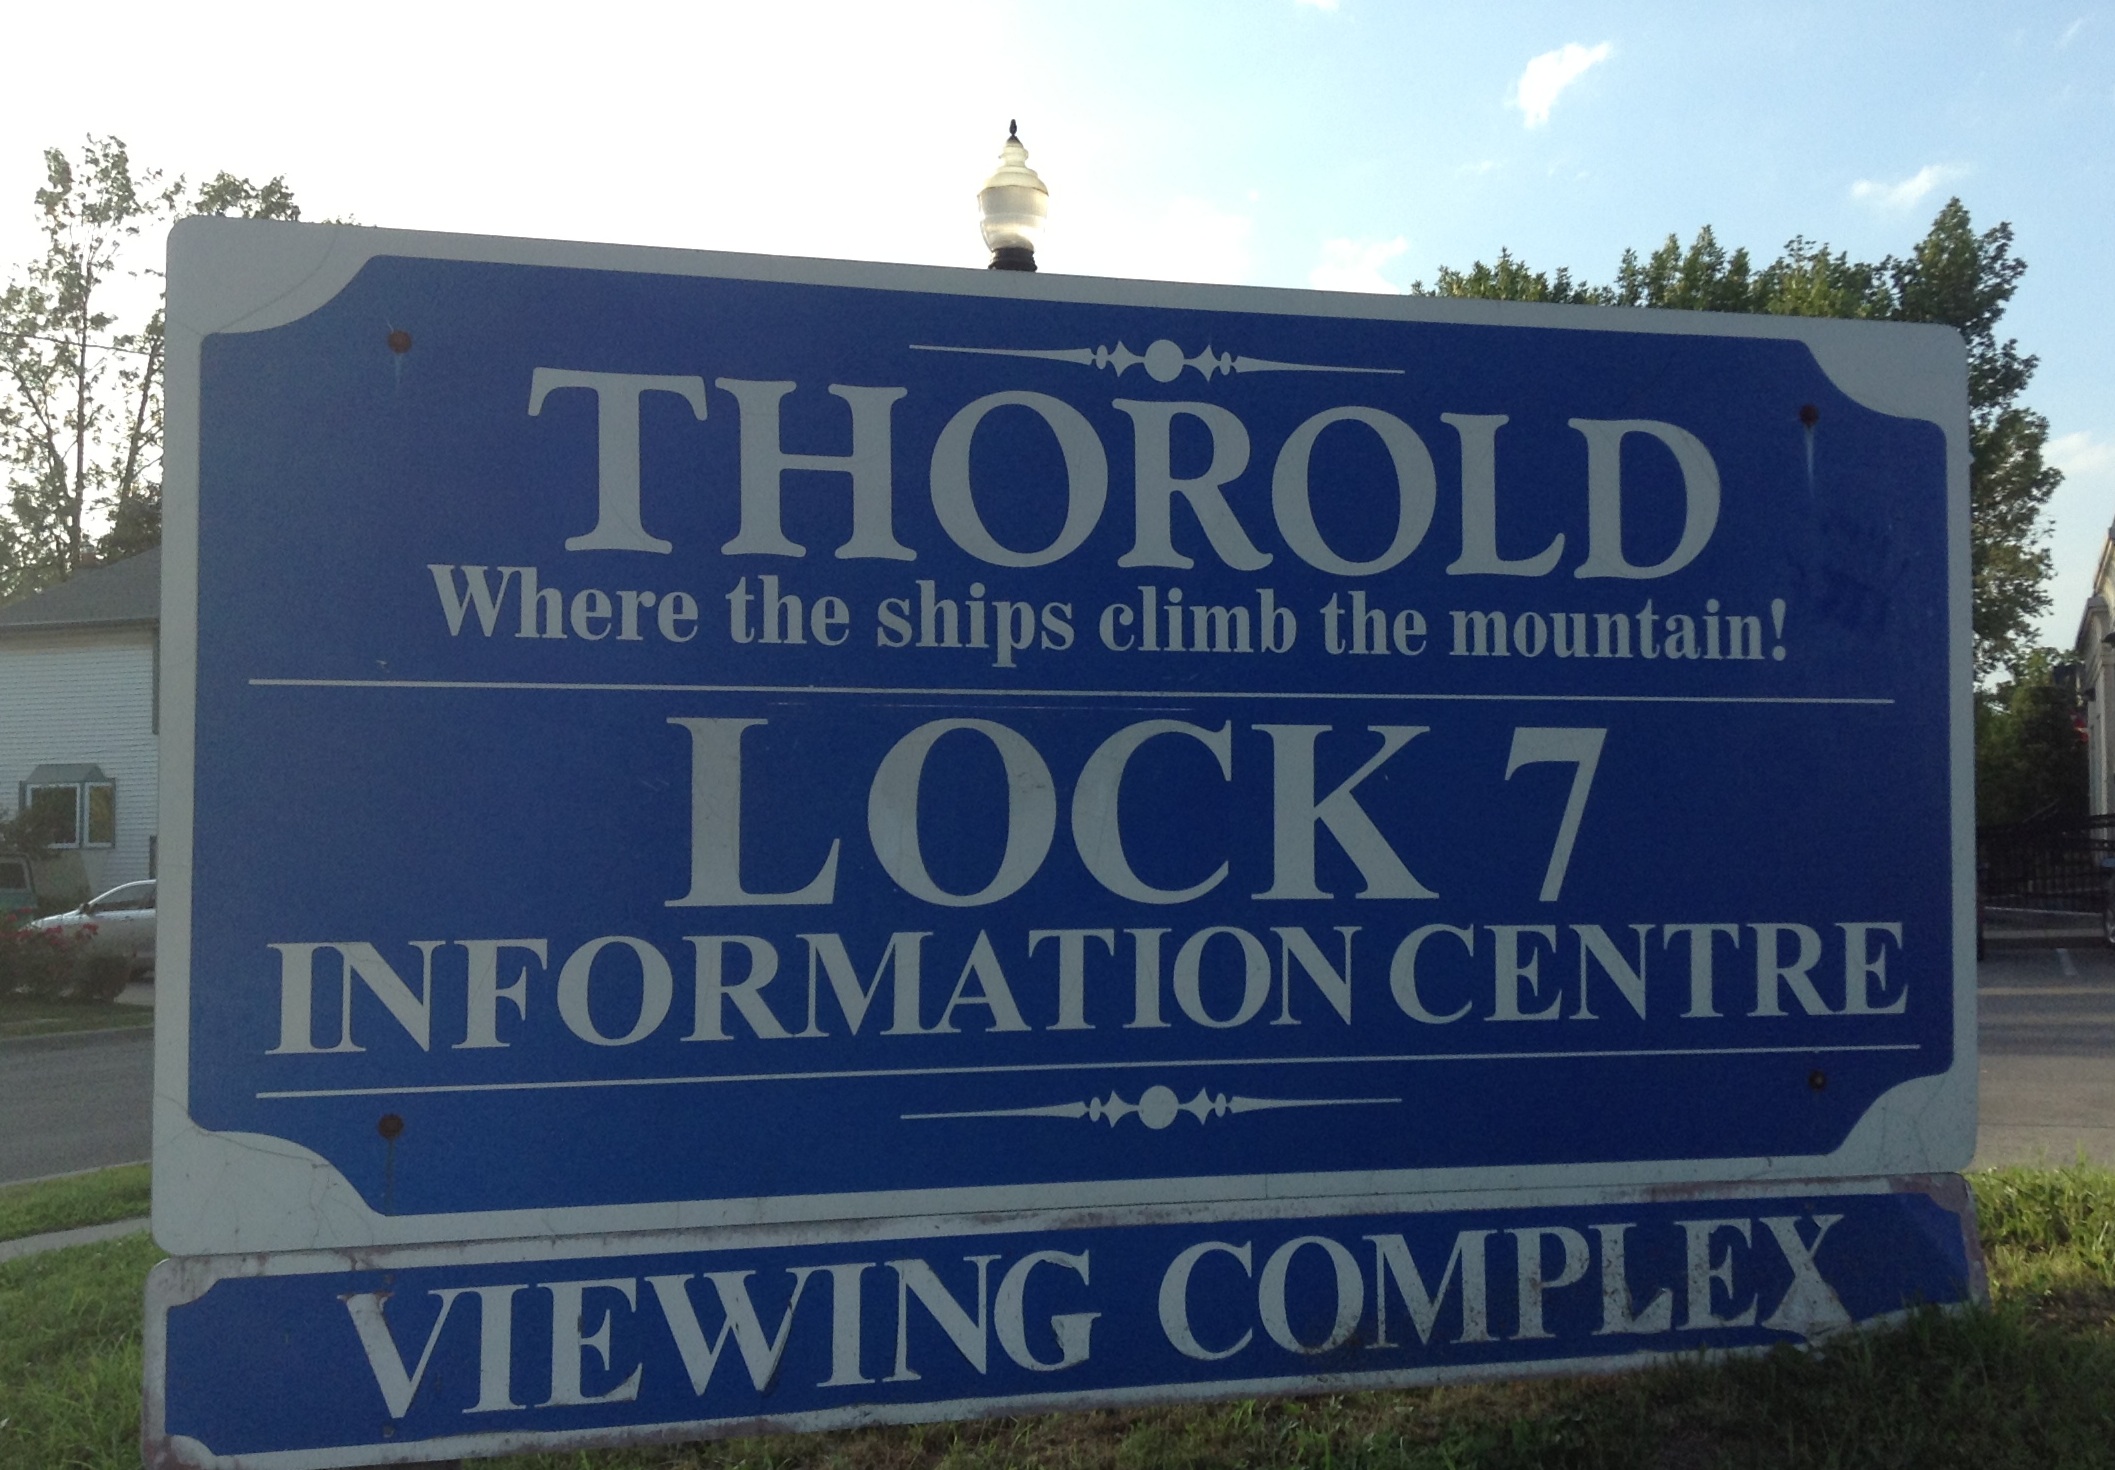 THOROLD
Where the ships climb the mountain!
LOCK 7
INFORMATION CENTRE
VIEWING COMPLEX